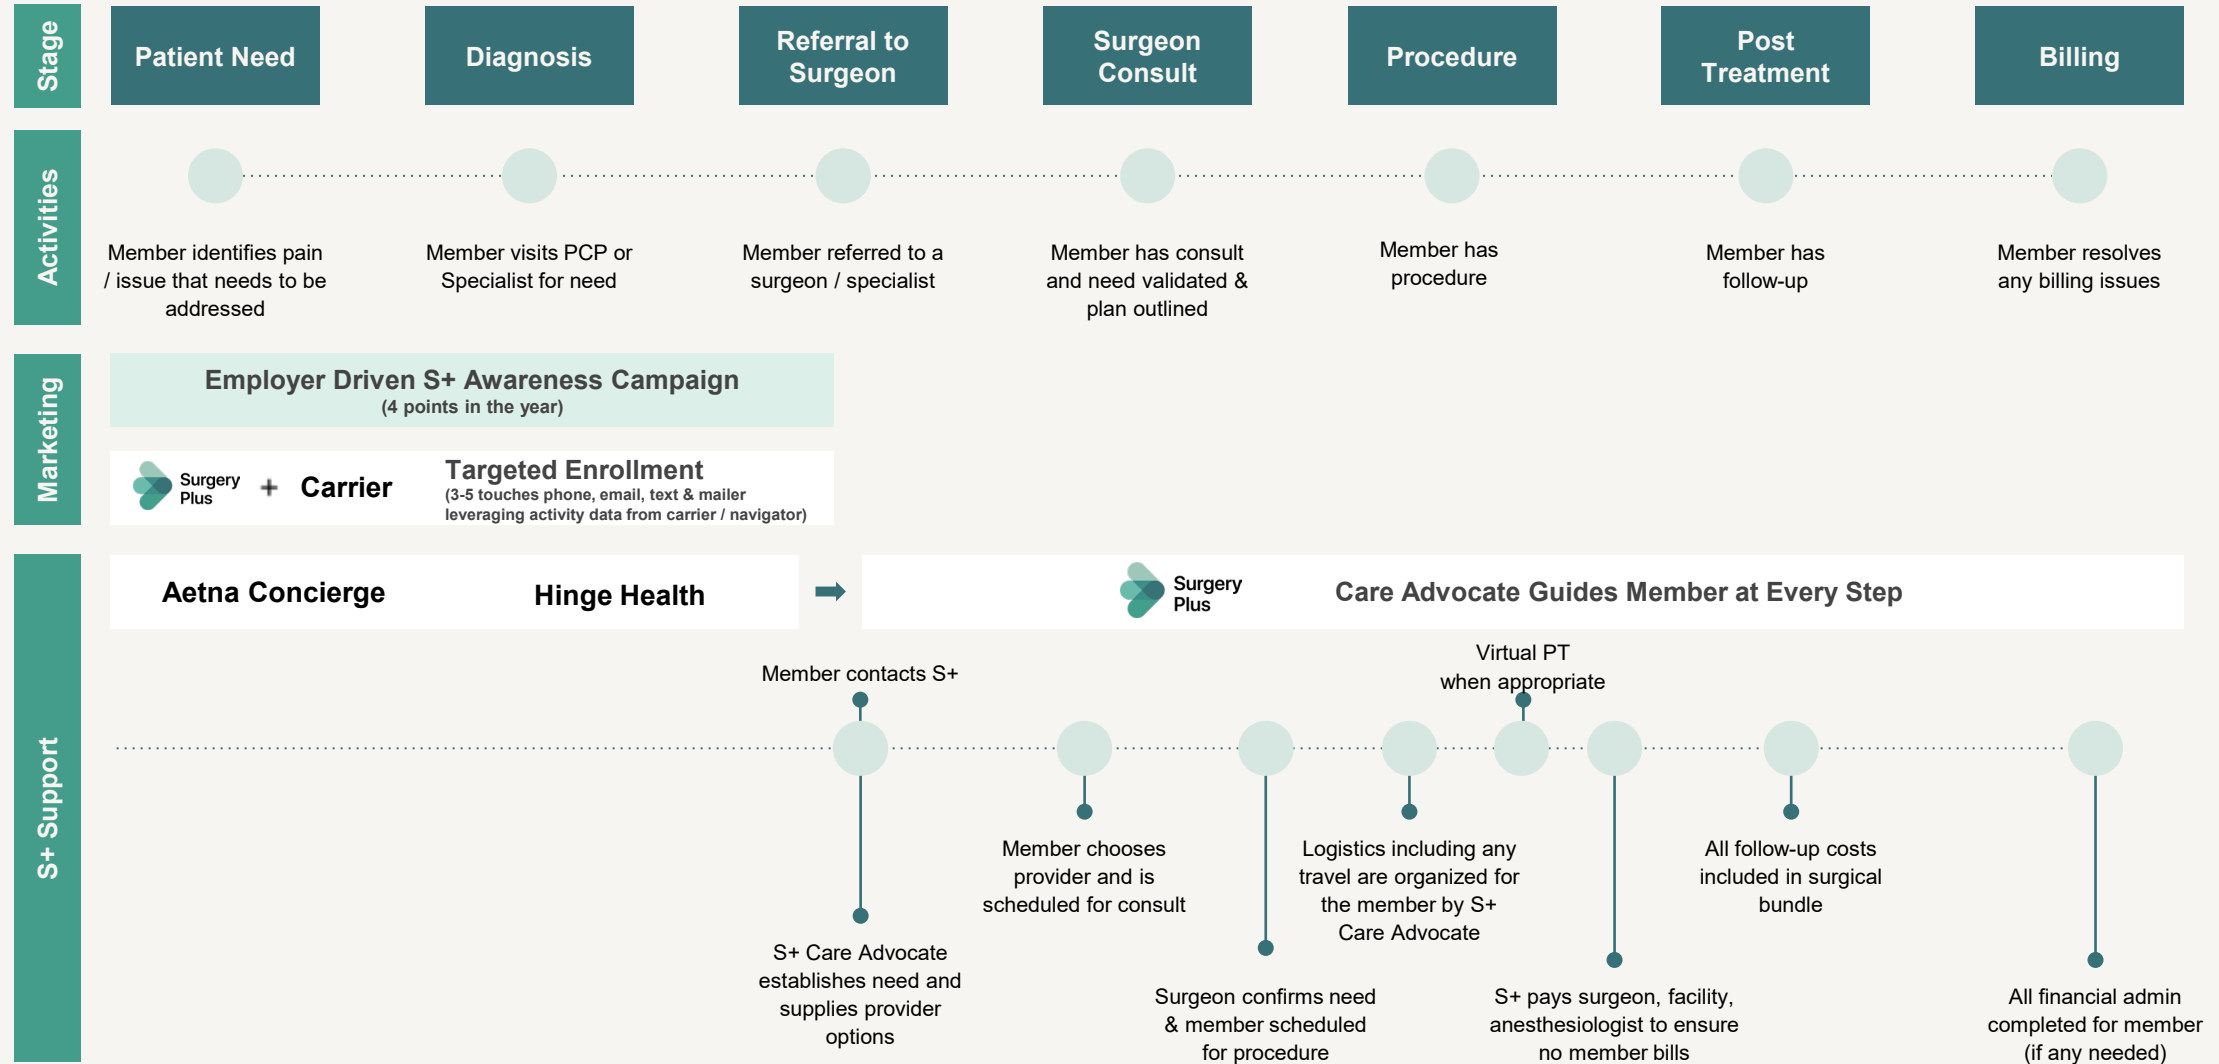 Stage
Patient Need
Diagnosis
Referral to
Surgeon
Surgeon
Consult
Procedure
Post
Treatment
Billing
Activities
Member identifies pain
/ issue that needs to be
addressed
Member visits PCP or
Specialist for need
Member referred to a
surgeon / specialist
Member has consult
and need validated &
plan outlined
Member has
procedure
Member has
follow-up
Member resolves
any billing issues
Marketing
Employer Driven S+ Awareness Campaign
(4 points in the year)
Surgery
Plus
+ Carrier
Targeted Enrollment
(3-5 touches phone, email, text & mailer
leveraging activity data from carrier / navigator)
S+ Support
Aetna Concierge
Hinge Health
Surgery
Plus
Care Advocate Guides Member at Every Step
Member contacts S+
Virtual PT
when appropriate
S+ Care Advocate
establishes need and
supplies provider
options
Member chooses
provider and is
scheduled for consult
Surgeon confirms need
& member scheduled
for procedure
Logistics including any
travel are organized for
the member by S+
Care Advocate
S+ pays surgeon, facility,
anesthesiologist to ensure
no member bills
All follow-up costs
included in surgical
bundle
All financial admin
completed for member
(if any needed)